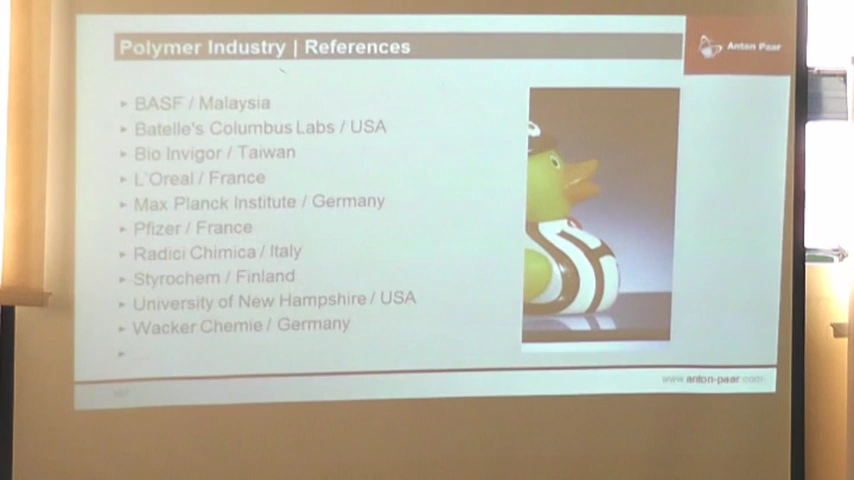 Polymer Industry | References
Anton Paar
BASF / Malaysia
Batelle's Columbus Labs / USA
Bio Invigor / Taiwan
L'Oreal / France
Max Planck Institute / Germany
Pfizer / France
Radici Chimica / Italy
Styrochem / Finland
University of New Hampshire / USA
Wacker Chemie / Germany
...
www.anton-paar.com